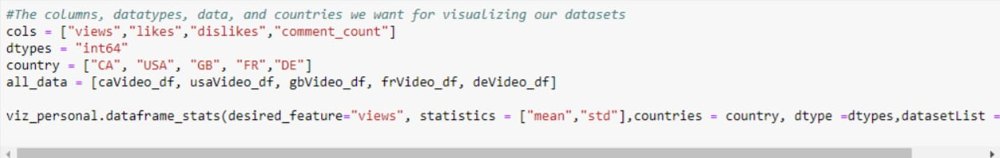 #The columns, datatypes, data, and countries we want for visualizing our datasets
cols = ["views","likes","dislikes","comment_count"]
dtypes = "int64"
country = ["CA", "USA", "GB", "FR","DE"]
all_data = [caVideo_df, usaVideo_df, gbVideo_df, frVideo_df, deVideo_df]
viz_personal.dataframe_stats(desired_feature="views", statistics = ["mean","std"],countries = country, dtype =dtypes,datasetList =